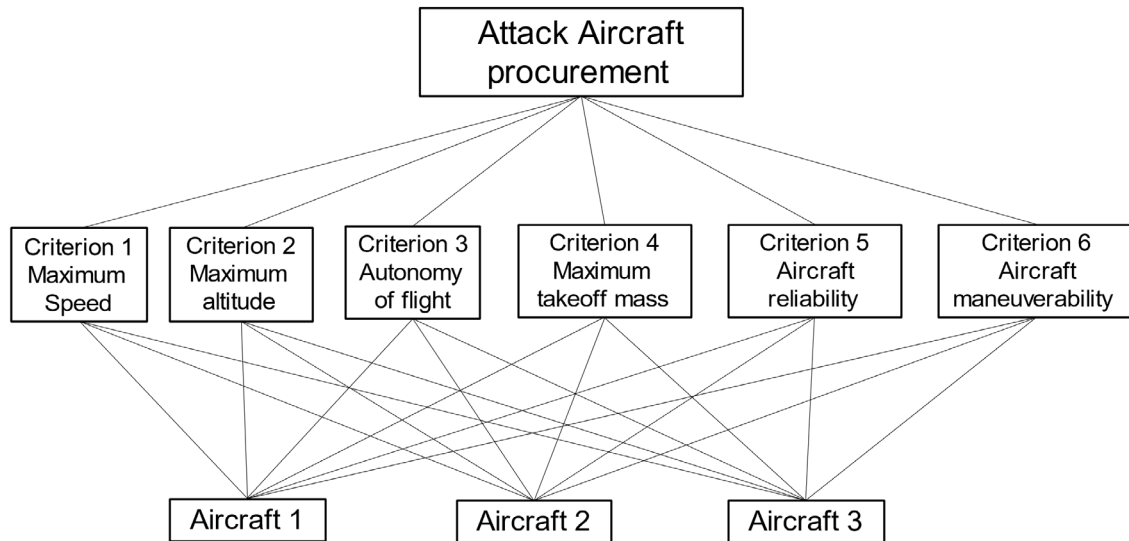 Attack Aircraft
procurement
Criterion 1
Maximum
Speed
Criterion 2
Maximum
altitude
Criterion 3
Autonomy
of flight
Criterion 4
Maximum
takeoff mass
Criterion 5
Aircraft
reliability
Criterion 6
Aircraft
maneuverability
Aircraft 1
Aircraft 2
Aircraft 3